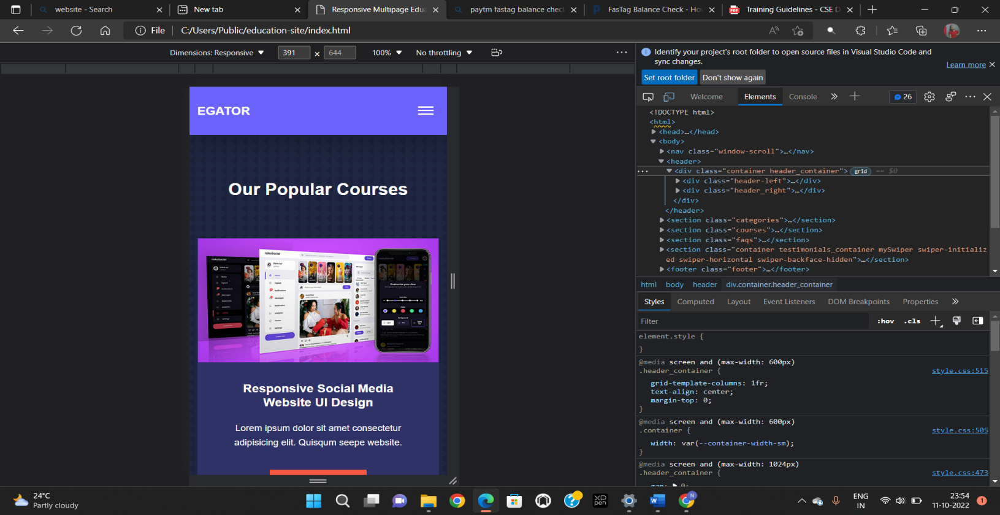 website - Search
New tab
Responsive Multipage Edu
paytm fastag balance chec
FasTag Balance Check - Ho
Training Guidelines - CSE D
File
C:/Users/Public/education-site/index.html
Dimensions: Responsive
391 × 644
100%
No throttling
Identify your project's root folder to open source files in Visual Studio Code and
sync changes.
Learn more
Set root folder
Don't show again
Welcome
Elements
Console
26
<!DOCTYPE html>
<html>
<head>…</head>
<body>
<nav class="window-scroll">…</nav>
<header>
<div class="container header_container"> grid == $0
<div class="header-left">…</div>
<div class="header_right">…</div>
</div>
</header>
<section class="categories">…</section>
<section class="courses">…</section>
<section class="faqs">…</section>
<section class="container testimonials_container mySwiper swiper-initializ
ed swiper-horizontal swiper-backface-hidden">…</section>
<footer class="footer">…</footer>
html body header div.container.header_container
Styles Computed Layout Event Listeners DOM Breakpoints Properties
Filter
:hov .cls
element.style {
}
@media screen and (max-width: 600px)
.header_container {
style.css:515
grid-template-columns: 1fr;
text-align: center;
margin-top: 0;
}
@media screen and (max-width: 600px)
.container {
style.css:505
width: var(--container-width-sm);
}
@media screen and (max-width: 1024px)
.header_container {
style.css:473
gap: 0;
EGATOR
Our Popular Courses
Responsive Social Media
Website UI Design
Lorem ipsum dolor sit amet consectetur
adipisicing elit. Quisqum seepe website.
24°C
Partly cloudy
XP
pen
ENG
IN
23:54
11-10-2022
1